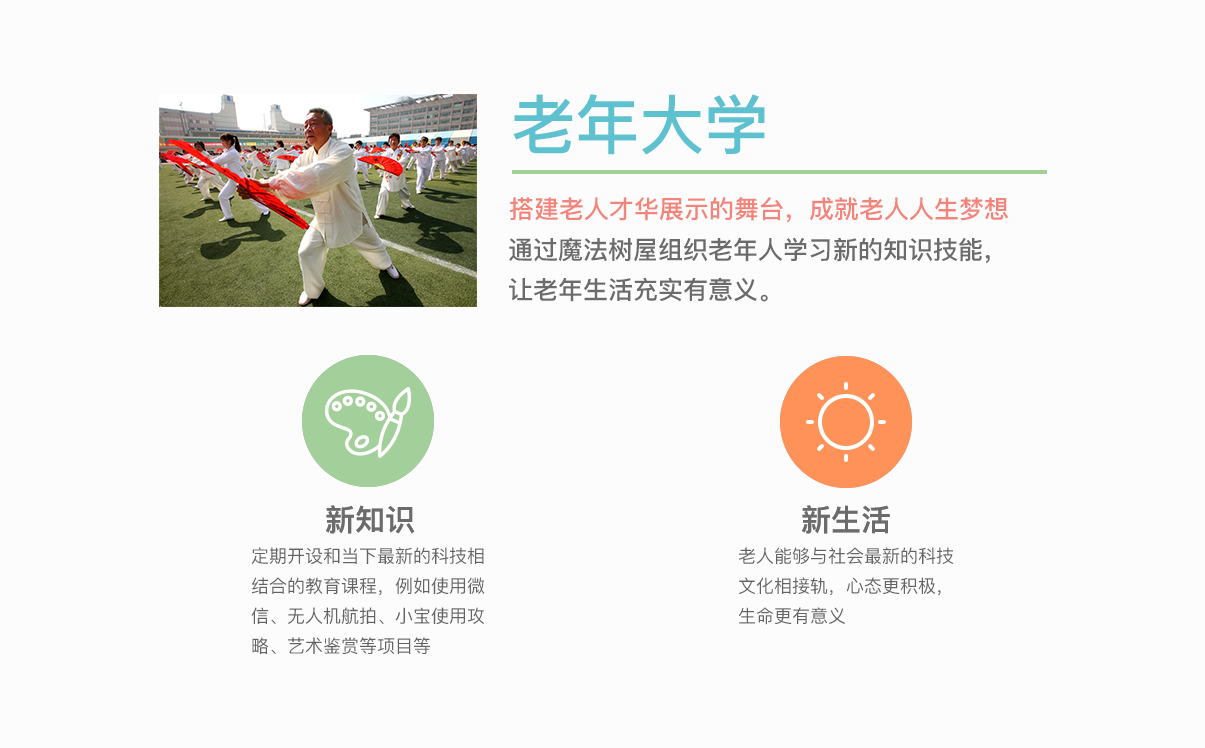 老年大学
搭建老人才华展示的舞台，成就老人人生梦想
通过魔法树屋组织老年人学习新的知识技能，
让老年生活充实有意义。
新知识
定期开设和当下最新的科技相
结合的教育课程，例如使用微
信、无人机航拍、小宝使用攻
略、艺术鉴赏等项目等
新生活
老人能够与社会最新的科技
文化相接轨，心态更积极，
生命更有意义